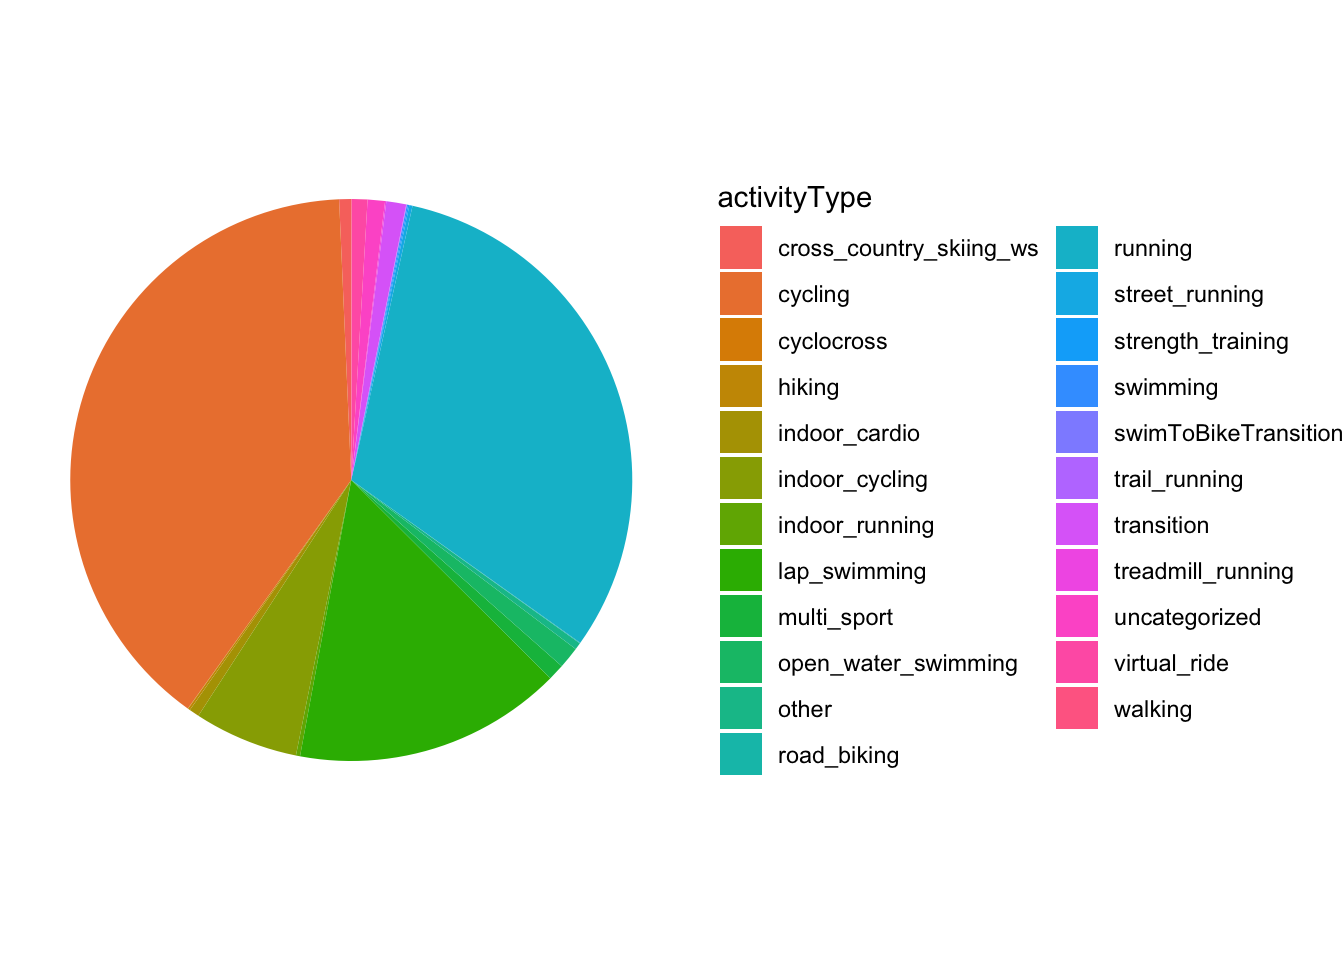 activityType
cross_country_skiing_ws
cycling
cyclocross
hiking
indoor_cardio
indoor_cycling
indoor_running
lap_swimming
multi_sport
open_water_swimming
other
road_biking
running
street_running
strength_training
swimming
swimToBikeTransition
trail_running
transition
treadmill_running
uncategorized
virtual_ride
walking